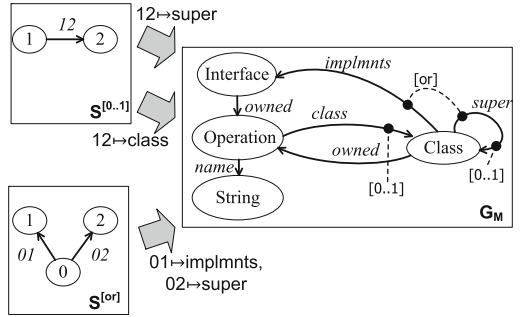 12↦super
12
1
2
S[0..1]
12↦class
implmnts
[or]
Interface
super
owned
class
Operation
Class
owned
name
[0..1]
[0..1]
String
GM
1
2
01
02
0
S[or]
01↦implmnts,
02↦super